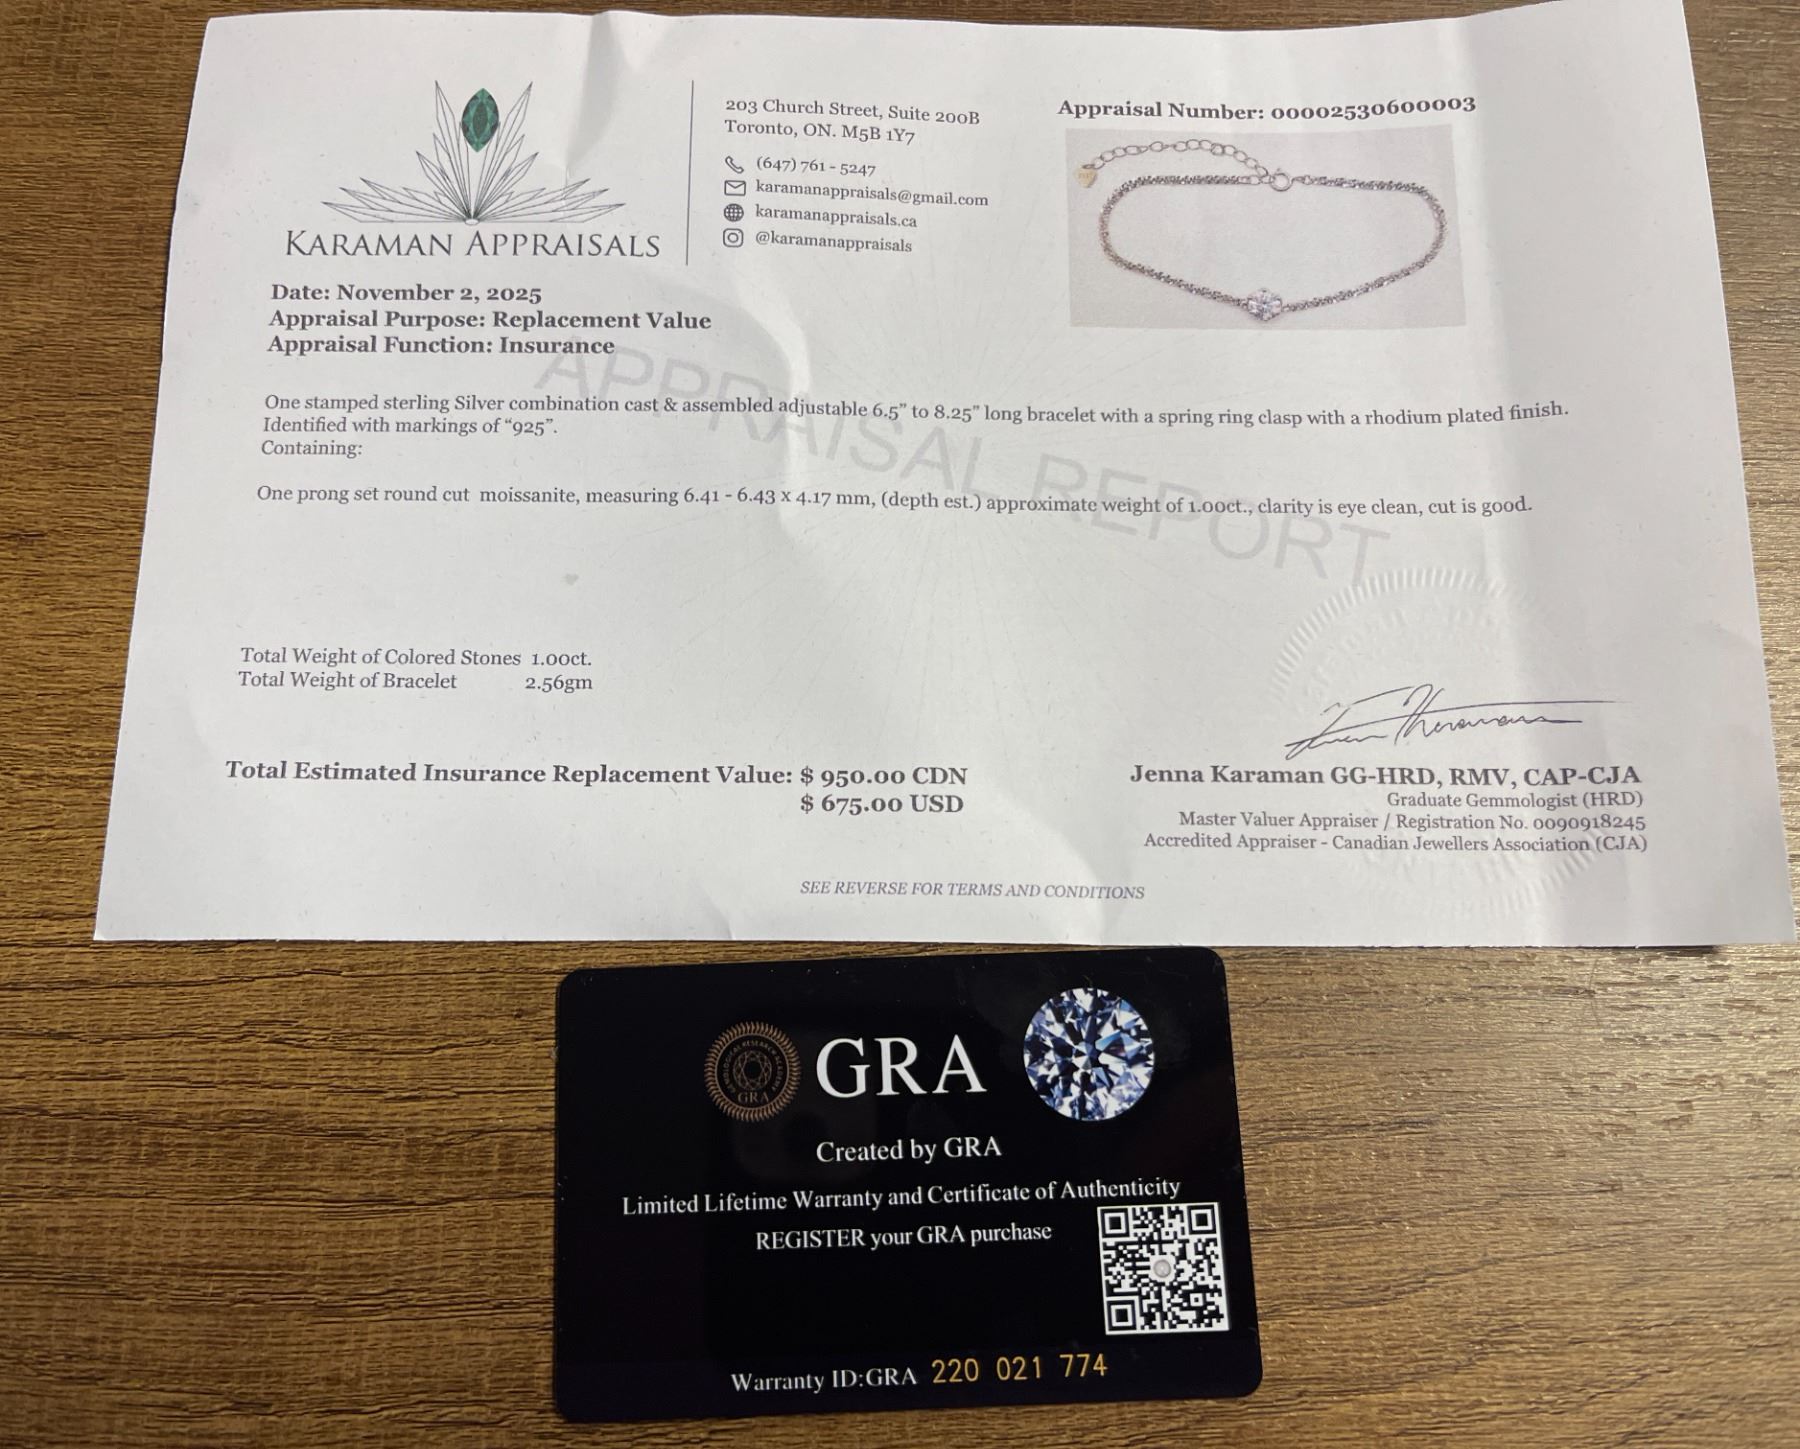 KARAMAN APPRAISALS
203 Church Street, Suite 200B
Toronto, ON. M5B 1Y7
(647) 761 - 5247
karamanappraisals@gmail.com
karamanappraisals.ca
@karamanappraisals
Appraisal Number: 00002530600003
Date: November 2, 2025
Appraisal Purpose: Replacement Value
Appraisal Function: Insurance
APPRAISAL REPORT
One stamped sterling Silver combination cast & assembled adjustable 6.5” to 8.25” long bracelet with a spring ring clasp with a rhodium plated finish.
Identified with markings of “925”.
Containing:
One prong set round cut moissanite, measuring 6.41 - 6.43 x 4.17 mm, (depth est.) approximate weight of 1.00ct., clarity is eye clean, cut is good.
Total Weight of Colored Stones 1.00ct.
Total Weight of Bracelet 2.56gm
Total Estimated Insurance Replacement Value: $ 950.00 CDN
$ 675.00 USD
Jenna Karaman GG-HRD, RMV, CAP-CJA
Graduate Gemmologist (HRD)
Master Valuer Appraiser / Registration No. 0090918245
Accredited Appraiser - Canadian Jewellers Association (CJA)
SEE REVERSE FOR TERMS AND CONDITIONS
GEMOLOGICAL RESEARCH ACADEMY
GRA
GRA
Created by GRA
Limited Lifetime Warranty and Certificate of Authenticity
REGISTER your GRA purchase
Warranty ID:GRA 220 021 774